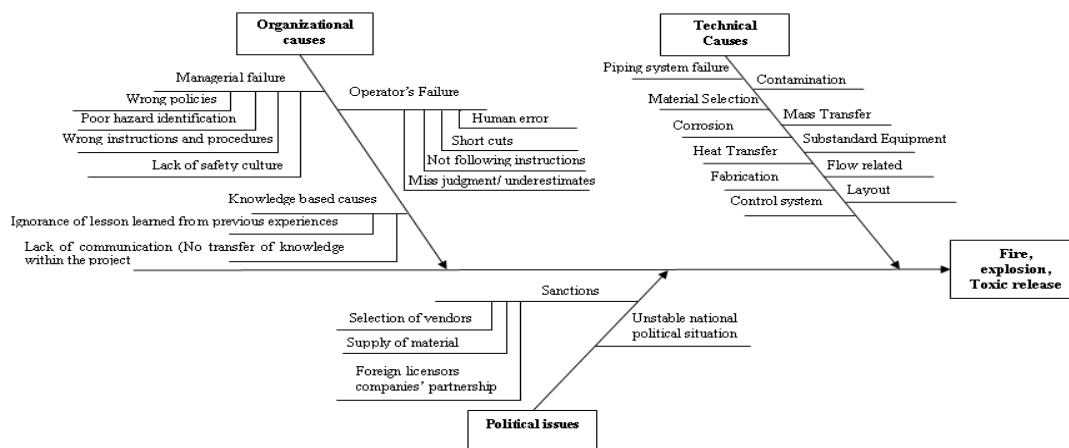 Organizational
causes
Managerial failure
Wrong policies
Poor hazard identification
Wrong instructions and procedures
Lack of safety culture
Operator's Failure
Human error
Short cuts
Not following instructions
Miss judgment/ underestimates
Knowledge based causes
Ignorance of lesson learned from previous experiences
Lack of communication (No transfer of knowledge
within the project
Technical
Causes
Piping system failure
Material Selection
Corrosion
Heat Transfer
Fabrication
Control system
Contamination
Mass Transfer
Substandard Equipment
Flow related
Layout
Fire,
explosion,
Toxic release
Sanctions
Selection of vendors
Supply of material
Foreign licensors
companies' partnership
Unstable national
political situation
Political issues